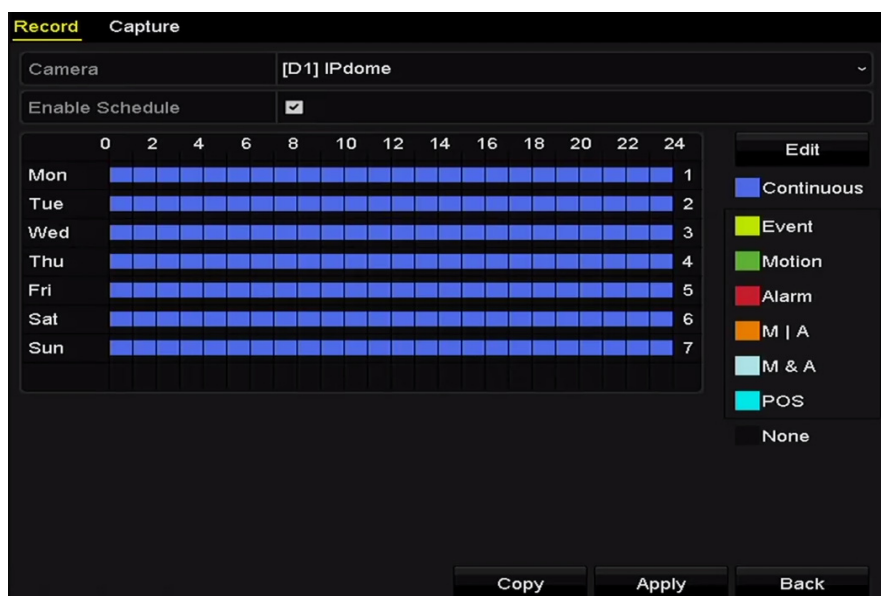 Record Capture
Camera [D1] IPdome
Enable Schedule
0 2 4 6 8 10 12 14 16 18 20 22 24
Mon 1
Tue 2
Wed 3
Thu 4
Fri 5
Sat 6
Sun 7
Edit
Continuous
Event
Motion
Alarm
M | A
M & A
POS
None
Copy Apply Back